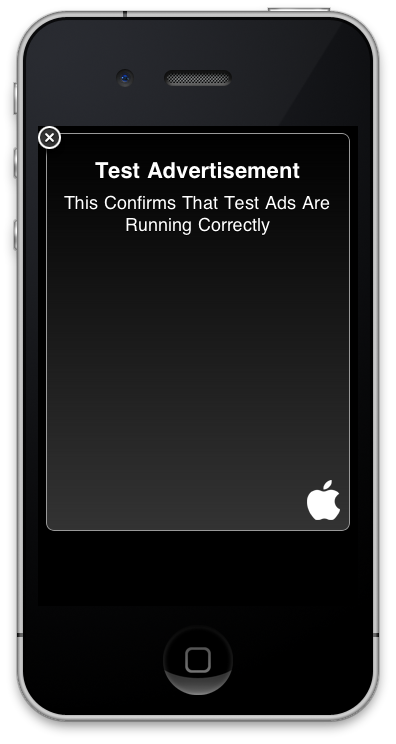 Test Advertisement
This Confirms That Test Ads Are
Running Correctly